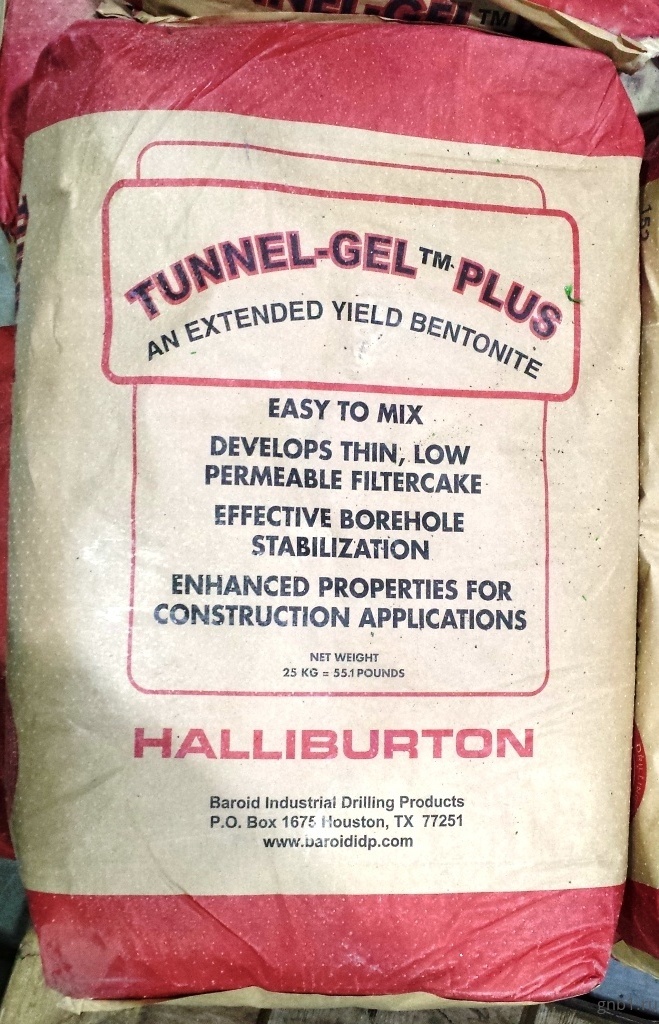 TUNNEL-GEL™
TUNNEL-GEL™ PLUS
AN EXTENDED YIELD BENTONITE
EASY TO MIX
DEVELOPS THIN, LOW
PERMEABLE FILTERCAKE
EFFECTIVE BOREHOLE
STABILIZATION
ENHANCED PROPERTIES FOR
CONSTRUCTION APPLICATIONS
NET WEIGHT
25 KG = 55.1 POUNDS
HALLIBURTON
Baroid Industrial Drilling Products
P.O. Box 1675 Houston, TX 77251
www.baroididp.com